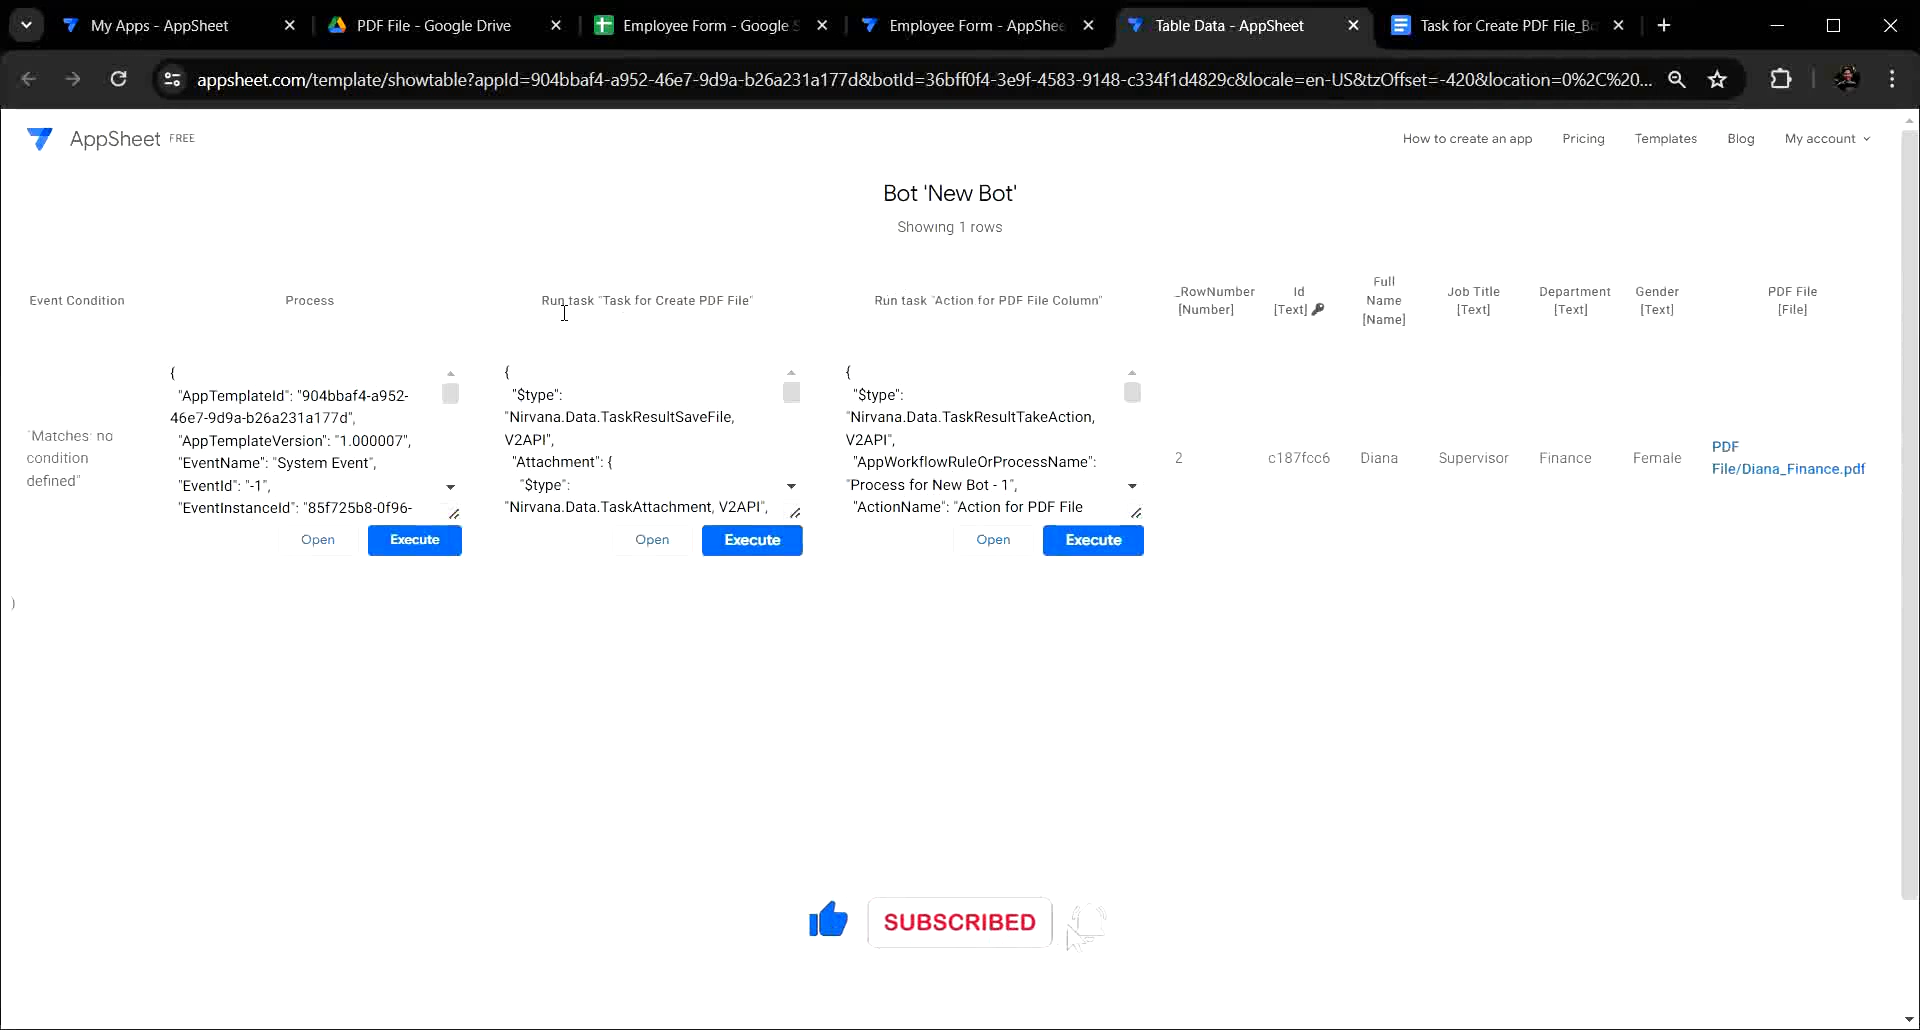 My Apps - AppSheet
PDF File - Google Drive
Employee Form - Google S
Employee Form - AppShee
Table Data - AppSheet
Task for Create PDF File_B
appsheet.com/template/showtable?appId=904bbaf4-a952-46e7-9d9a-b26a231a177d&botId=36bff0f4-3e9f-4583-9148-c334f1d4829c&locale=en-US&tzOffset=-420&location=0%2C%20...
AppSheet FREE
How to create an app
Pricing
Templates
Blog
My account
Bot 'New Bot'
Showing 1 rows
Event Condition
Process
Run task "Task for Create PDF File"
Run task "Action for PDF File Column"
_RowNumber
[Number]
Id
[Text]
Full
Name
[Name]
Job Title
[Text]
Department
[Text]
Gender
[Text]
PDF File
[File]
"Matches: no
condition
defined"
{
"AppTemplateId": "904bbaf4-a952-
46e7-9d9a-b26a231a177d",
"AppTemplateVersion": "1.000007",
"EventName": "System Event",
"EventId": "-1",
"EventInstanceId": "85f725b8-0f96-
Open
Execute
{
"$type":
"Nirvana.Data.TaskResultSaveFile,
V2API",
"Attachment": {
"$type":
"Nirvana.Data.TaskAttachment, V2API",
Open
Execute
{
"$type":
"Nirvana.Data.TaskResultTakeAction,
V2API",
"AppWorkflowRuleOrProcessName":
"Process for New Bot - 1",
"ActionName": "Action for PDF File
Open
Execute
2
c187fcc6
Diana
Supervisor
Finance
Female
PDF
File/Diana_Finance.pdf
)
SUBSCRIBED